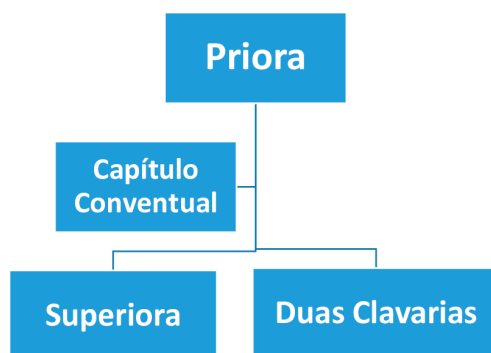 Priora
Capítulo
Conventual
Superiora
Duas Clavarias